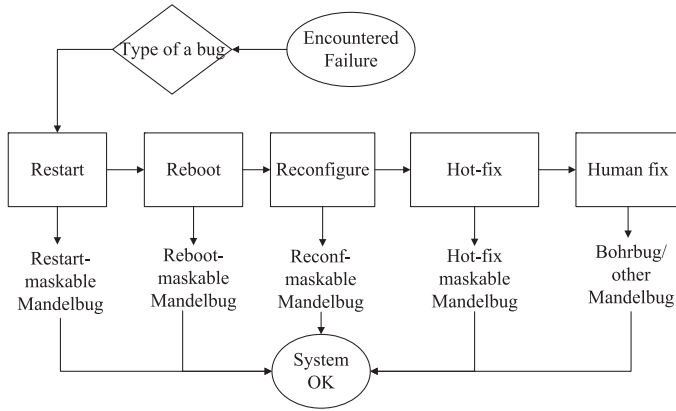 Type of a bug
Encountered
Failure
Restart
Reboot
Reconfigure
Hot-fix
Human fix
Restart-
maskable
Mandelbug
Reboot-
maskable
Mandelbug
Reconf-
maskable
Mandelbug
Hot-fix
maskable
Mandelbug
Bohrbug/
other
Mandelbug
System
OK